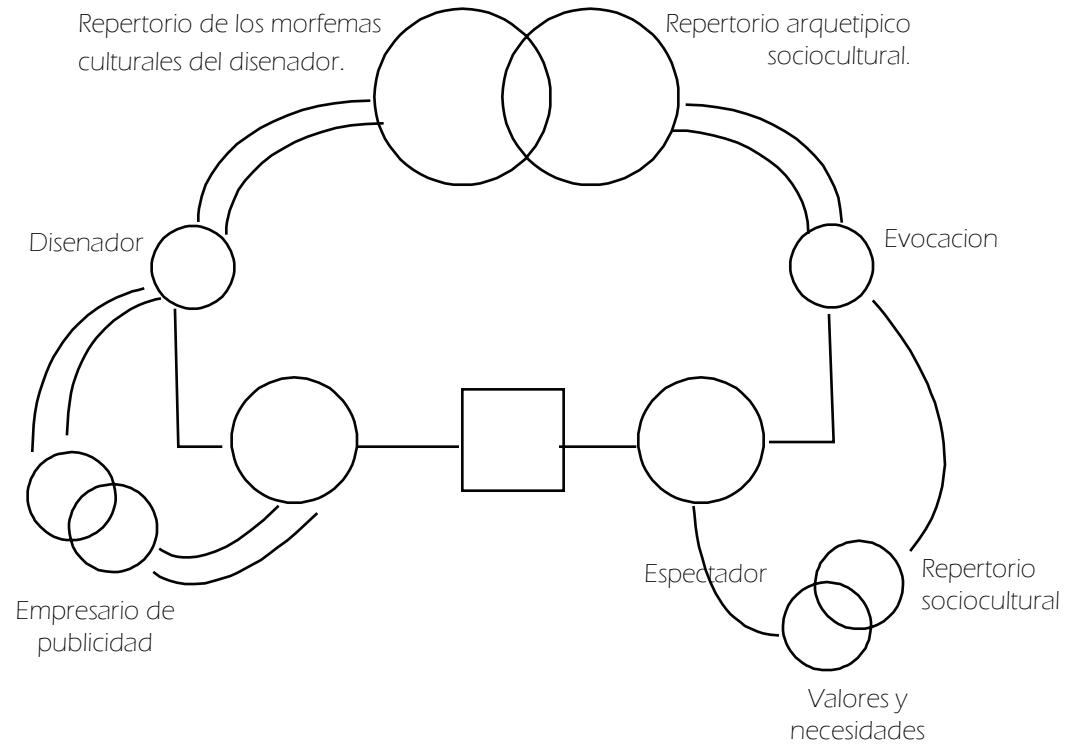 Repertorio de los morfemas
culturales del disenador.
Repertorio arquetipico
sociocultural.
Disenador
Evocacion
Espectador
Repertorio
sociocultural
Empresario de
publicidad
Valores y
necesidades